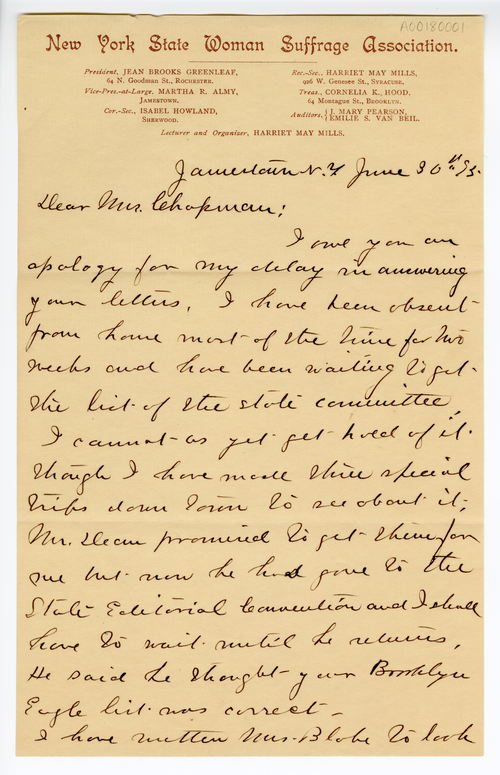 A00180001
New York State Woman Suffrage Association.
President, JEAN BROOKS GREENLEAF,
64 N. Goodman St., Rochester.
Vice-Pres.-at-Large. MARTHA R. ALMY,
Jamestown.
Cor.-Sec., ISABEL HOWLAND,
Sherwood.
Rec.-Sec., HARRIET MAY MILLS,
926 W. Genesee St., Syracuse.
Treas., CORNELIA K. HOOD,
64 Montague St., Brooklyn.
Auditors, { J. MARY PEARSON,
EMILIE S. VAN BEIL.
Lecturer and Organizer, HARRIET MAY MILLS.
Jamestown N.Y June 30th 95.
Dear Mrs. Chapman:
I owe you an
apology for my delay in answering
your letters. I have been absent
from home most of the time for two
weeks and have been waiting to get
the list of the state committee.
I cannot as yet get hold of it
though I have made three special
trips down town to see about it;
Mr. Dean promised to get them for
me but now he has gone to the
State Editorial Convention and I shall
have to wait until he returns.
He said he thought your Brooklyn
Eagle list was correct—
I have written Mrs. Blake to look